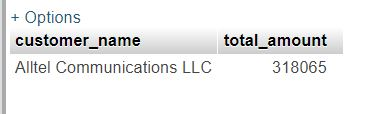 + Options
customer_name total_amount
Alltel Communications LLC 318065